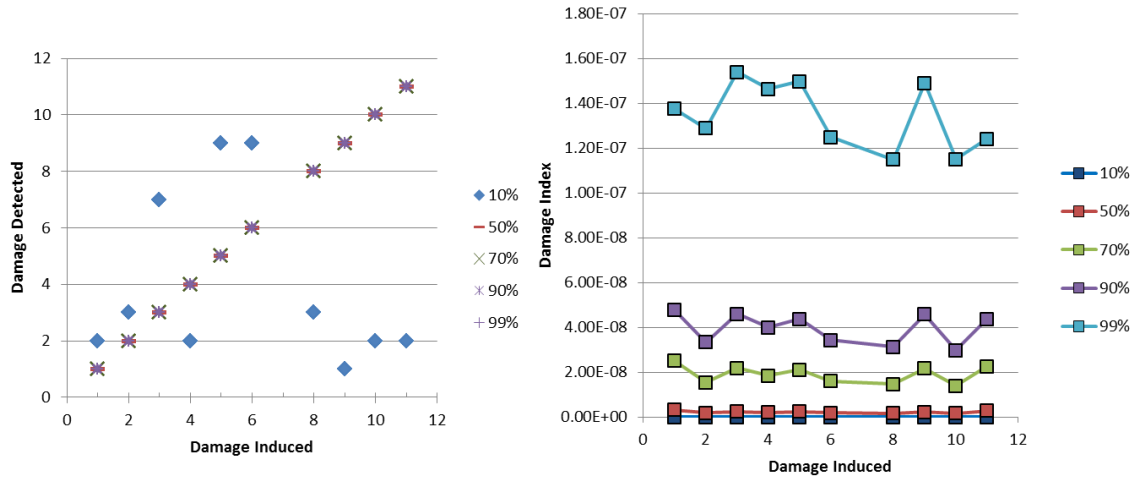 12
10
8
6
4
2
0
Damage Detected
0 2 4 6 8 10 12
Damage Induced
10%
50%
70%
90%
99%
1.80E-07
1.60E-07
1.40E-07
1.20E-07
1.00E-07
8.00E-08
6.00E-08
4.00E-08
2.00E-08
0.00E+00
Damage Index
0 2 4 6 8 10 12
Damage Induced
10%
50%
70%
90%
99%